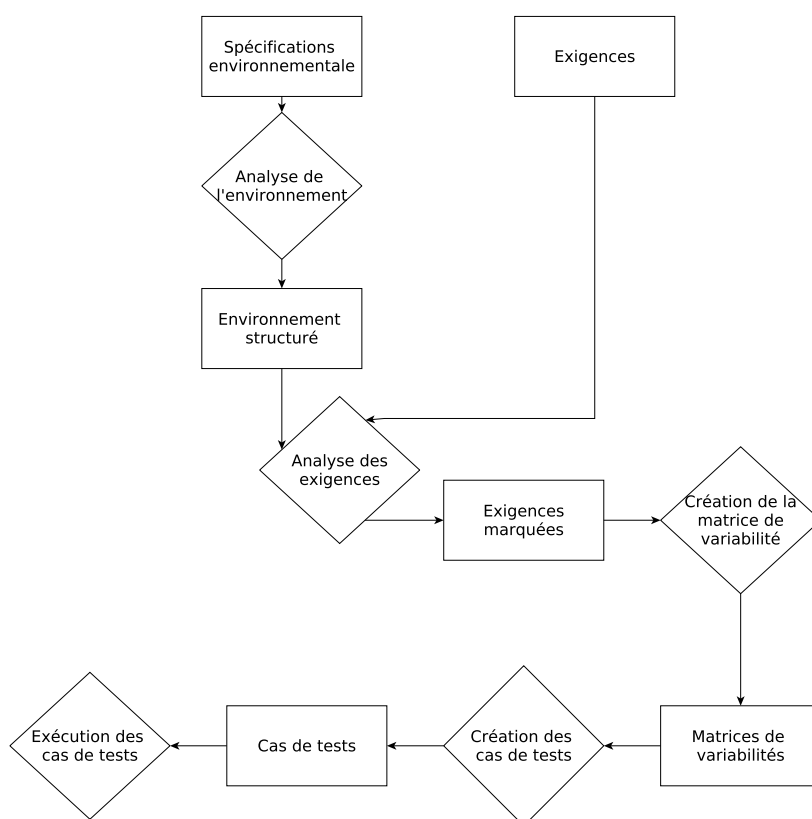 Spécifications
environnementale
Exigences
Analyse de
l'environnement
Environnement
structuré
Analyse des
exigences
Exigences
marquées
Création de la
matrice de
variabilité
Exécution des
cas de tests
Cas de tests
Création des
cas de tests
Matrices de
variabilités